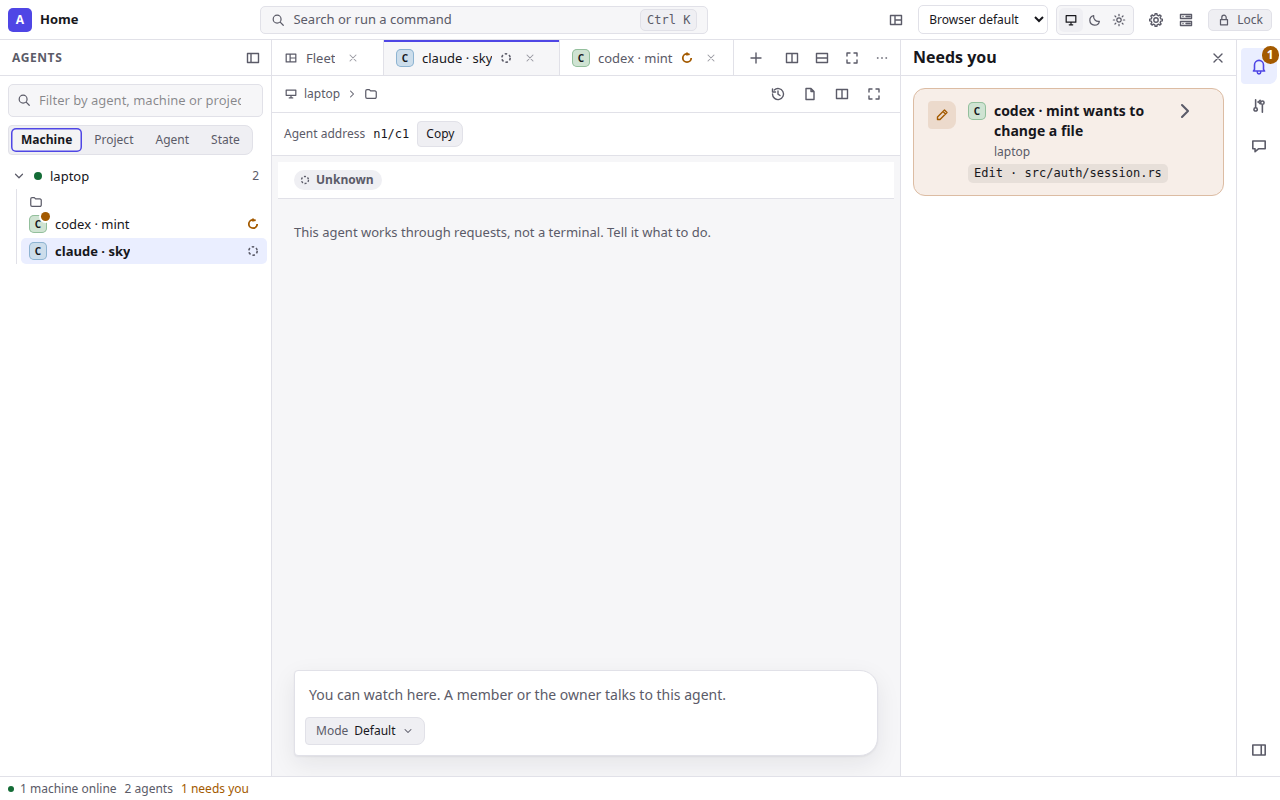 A Home
Search or run a command Ctrl K
Browser default
Lock
AGENTS
Fleet
C claude · sky
C codex · mint
Needs you
1
Filter by agent, machine or projec
Machine Project Agent State
laptop 2
C codex · mint
C claude · sky
laptop
Agent address n1/c1 Copy
Unknown
This agent works through requests, not a terminal. Tell it what to do.
C codex · mint wants to
change a file
laptop
Edit · src/auth/session.rs
You can watch here. A member or the owner talks to this agent.
Mode Default
1 machine online 2 agents 1 needs you